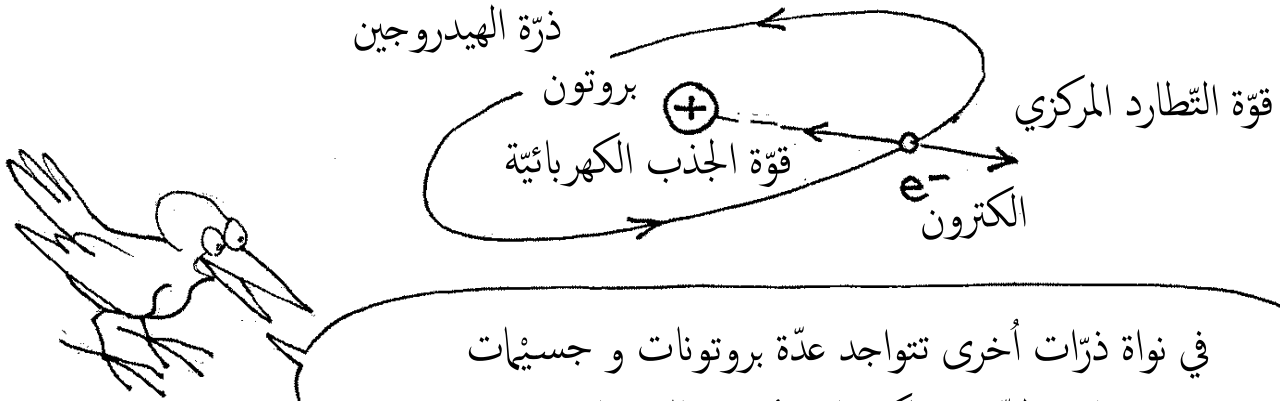 ذرّة الهيدروجين
بروتون
+
قوّة التّطارد المركزي
قوّة الجذب الكهربائيّة
e-
الكترون
في نواة ذرّات أخرى تتواجد عدّة بروتونات و جسيْمات